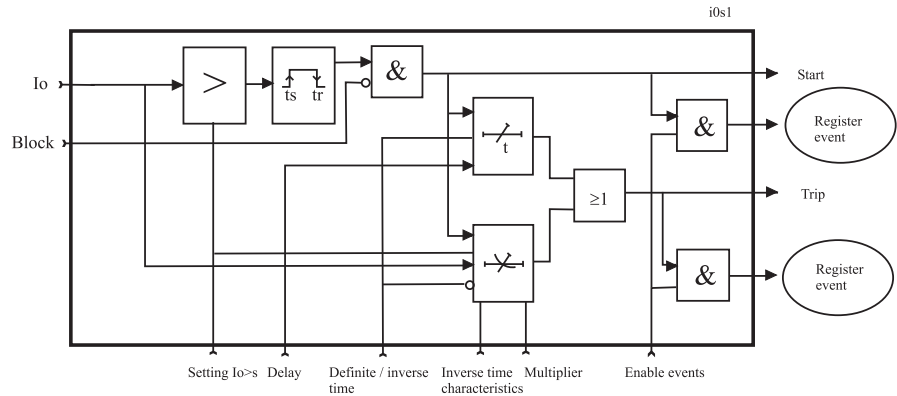 i0s1
Io
>
ts tr
&
Start
Register
event
&
Block
t
≥1
Trip
&
Register
event
Setting Io>s
Delay
Definite / inverse
time
Inverse time
characteristics
Multiplier
Enable events